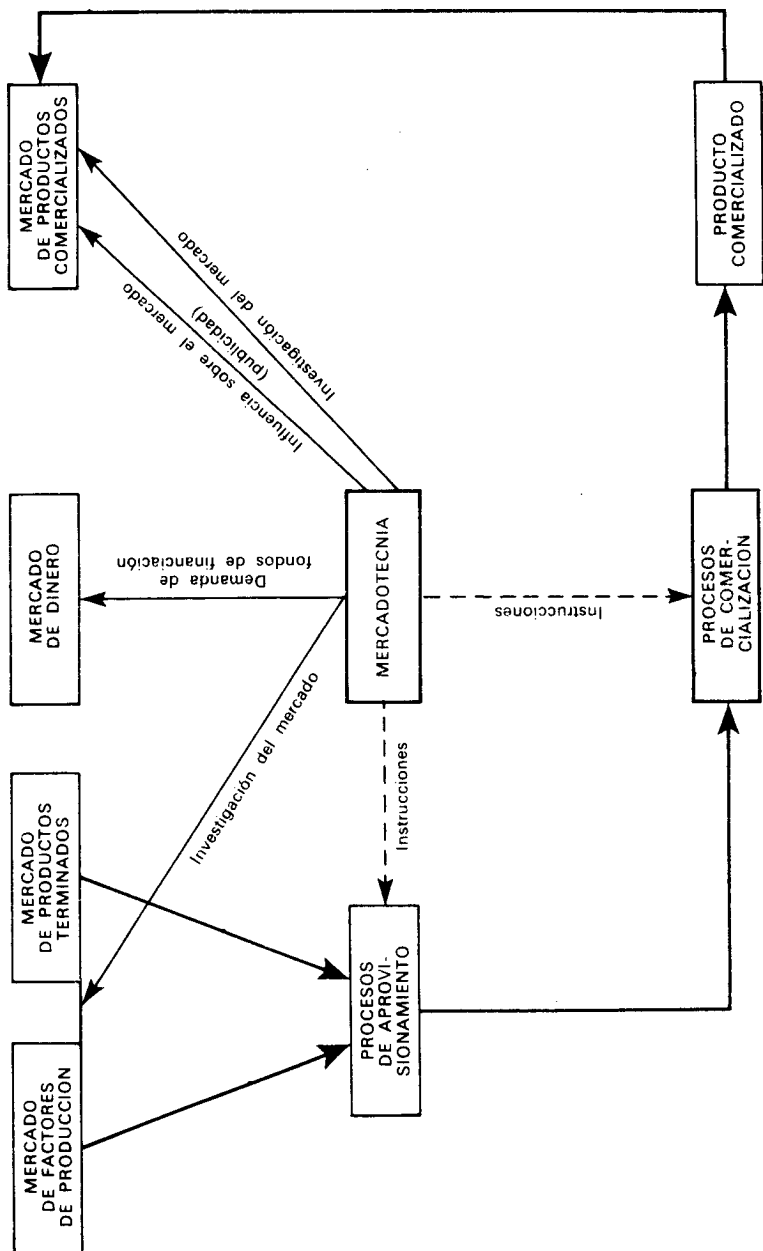 MERCADO
DE FACTORES
DE PRODUCCION
MERCADO
DE PRODUCTOS
TERMINADOS
MERCADO
DE DINERO
MERCADO
DE PRODUCTOS
COMERCIALIZADOS
Investigación del mercado
Demanda de
fondos de financiación
Influencia sobre el mercado
(publicidad)
Investigación del mercado
PROCESOS
DE APROVI-
SIONAMIENTO
Instrucciones
MERCADOTECNIA
Instrucciones
PROCESOS
DE COMER-
CIALIZACION
PRODUCTO
COMERCIALIZADO